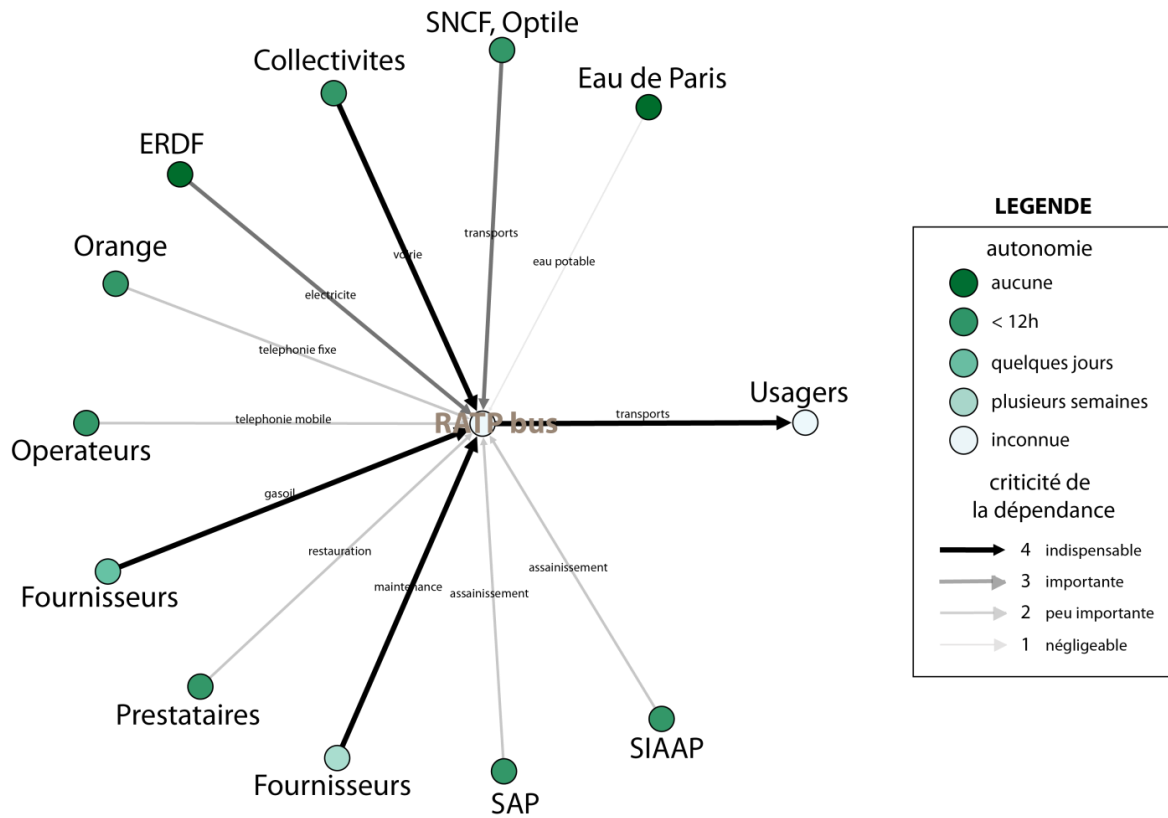 SNCF, Optile
Collectivites
Eau de Paris
ERDF
Orange
transports
voirie
eau potable
electricite
telephonie fixe
Usagers
telephonie mobile
RATP bus
transports
Operateurs
gasoil
restauration
maintenance
assainissement
assainissement
Fournisseurs
Prestataires
Fournisseurs
SAP
SIAAP
LEGENDE
autonomie
aucune
< 12h
quelques jours
plusieurs semaines
inconnue
criticité de
la dépendance
4 indispensable
3 importante
2 peu importante
1 négligeable